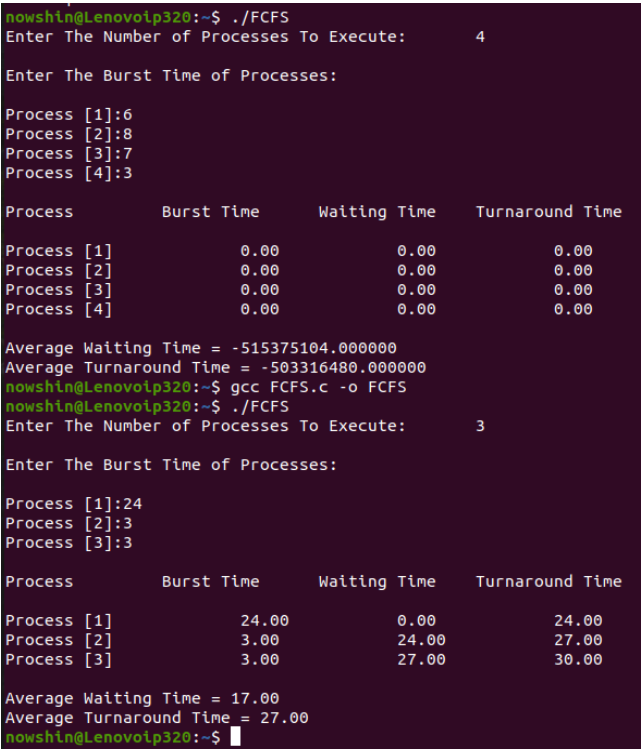 nowshin@Lenovoip320:~$ ./FCFS
Enter The Number of Processes To Execute: 4
Enter The Burst Time of Processes:
Process [1]:6
Process [2]:8
Process [3]:7
Process [4]:3
Process Burst Time Waiting Time Turnaround Time
Process [1] 0.00 0.00 0.00
Process [2] 0.00 0.00 0.00
Process [3] 0.00 0.00 0.00
Process [4] 0.00 0.00 0.00
Average Waiting Time = -515375104.000000
Average Turnaround Time = -503316480.000000
nowshin@Lenovoip320:~$ gcc FCFS.c -o FCFS
nowshin@Lenovoip320:~$ ./FCFS
Enter The Number of Processes To Execute: 3
Enter The Burst Time of Processes:
Process [1]:24
Process [2]:3
Process [3]:3
Process Burst Time Waiting Time Turnaround Time
Process [1] 24.00 0.00 24.00
Process [2] 3.00 24.00 27.00
Process [3] 3.00 27.00 30.00
Average Waiting Time = 17.00
Average Turnaround Time = 27.00
nowshin@Lenovoip320:~$